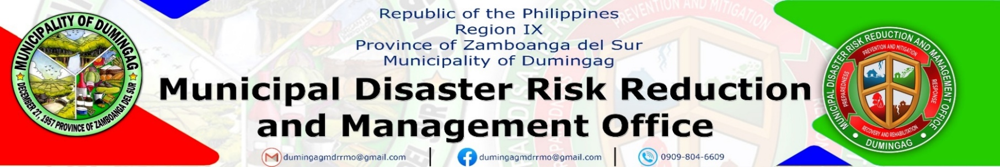 Republic of the Philippines
Region IX
Province of Zamboanga del Sur
Municipality of Dumingag
Municipal Disaster Risk Reduction
and Management Office
dumingagmdrrmo@gmail.com | dumingagmdrrmo@gmail.com | 0909-804-6609
MUNICIPALITY OF DUMINGAG
DECEMBER 27, 1957 PROVINCE OF ZAMBOANGA DEL SUR
MUNICIPAL DISASTER RISK REDUCTION AND MANAGEMENT OFFICE
PREVENTION AND MITIGATION
PREPAREDNESS
RESPONSE
RECOVERY AND REHABILITATION
DUMINGAG
PREVENTION AND MITIGATION